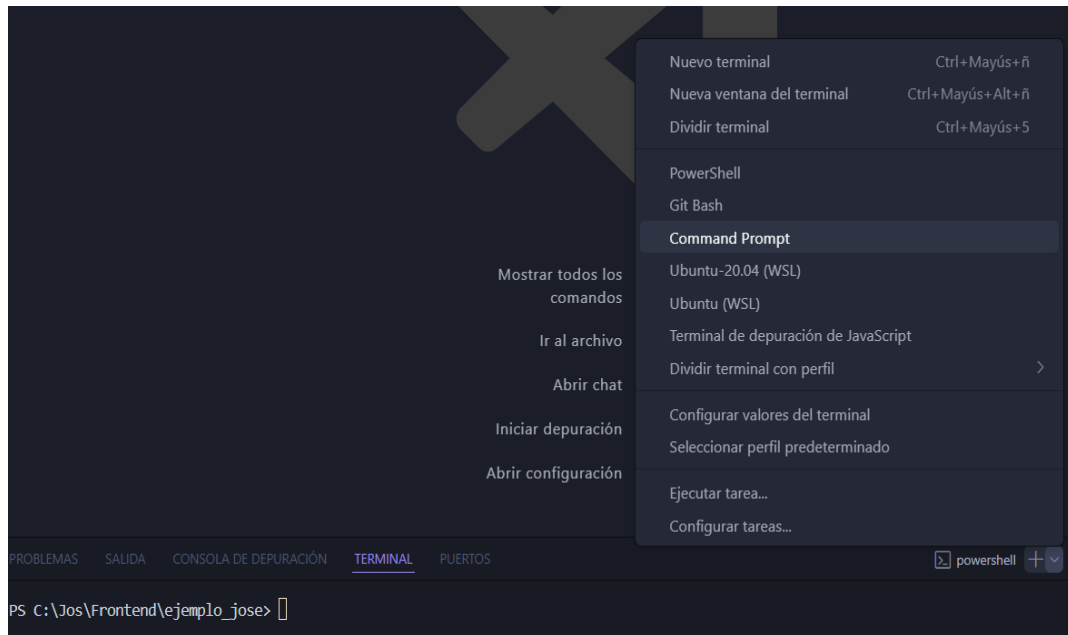 Nuevo terminal Ctrl+Mayús+ñ
Nueva ventana del terminal Ctrl+Mayús+Alt+ñ
Dividir terminal Ctrl+Mayús+5
PowerShell
Git Bash
Command Prompt
Ubuntu-20.04 (WSL)
Ubuntu (WSL)
Terminal de depuración de JavaScript
Dividir terminal con perfil
Configurar valores del terminal
Seleccionar perfil predeterminado
Ejecutar tarea...
Configurar tareas...
Mostrar todos los
comandos
Ir al archivo
Abrir chat
Iniciar depuración
Abrir configuración
PROBLEMAS SALIDA CONSOLA DE DEPURACIÓN TERMINAL PUERTOS powershell
PS C:\Jos\Frontend\ejemplo_jose>